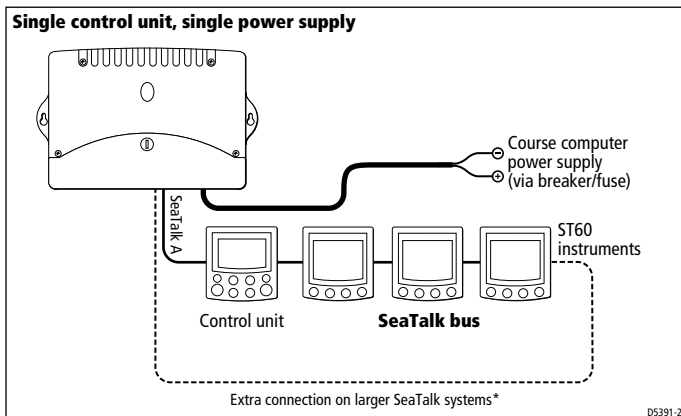 Single control unit, single power supply
Course computer
power supply
(via breaker/fuse)
SeaTalk A
ST60
instruments
Control unit
SeaTalk bus
Extra connection on larger SeaTalk systems*
D5391-2